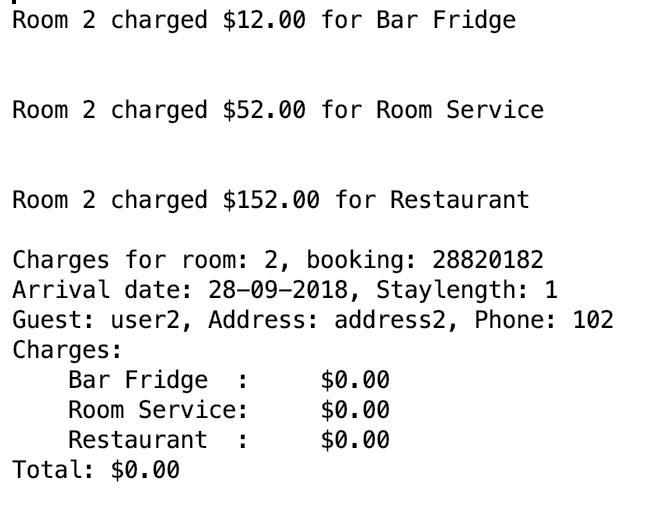 Room 2 charged $12.00 for Bar Fridge
Room 2 charged $52.00 for Room Service
Room 2 charged $152.00 for Restaurant
Charges for room: 2, booking: 28820182
Arrival date: 28-09-2018, Staylength: 1
Guest: user2, Address: address2, Phone: 102
Charges:
    Bar Fridge  :     $0.00
    Room Service:     $0.00
    Restaurant  :     $0.00
Total: $0.00